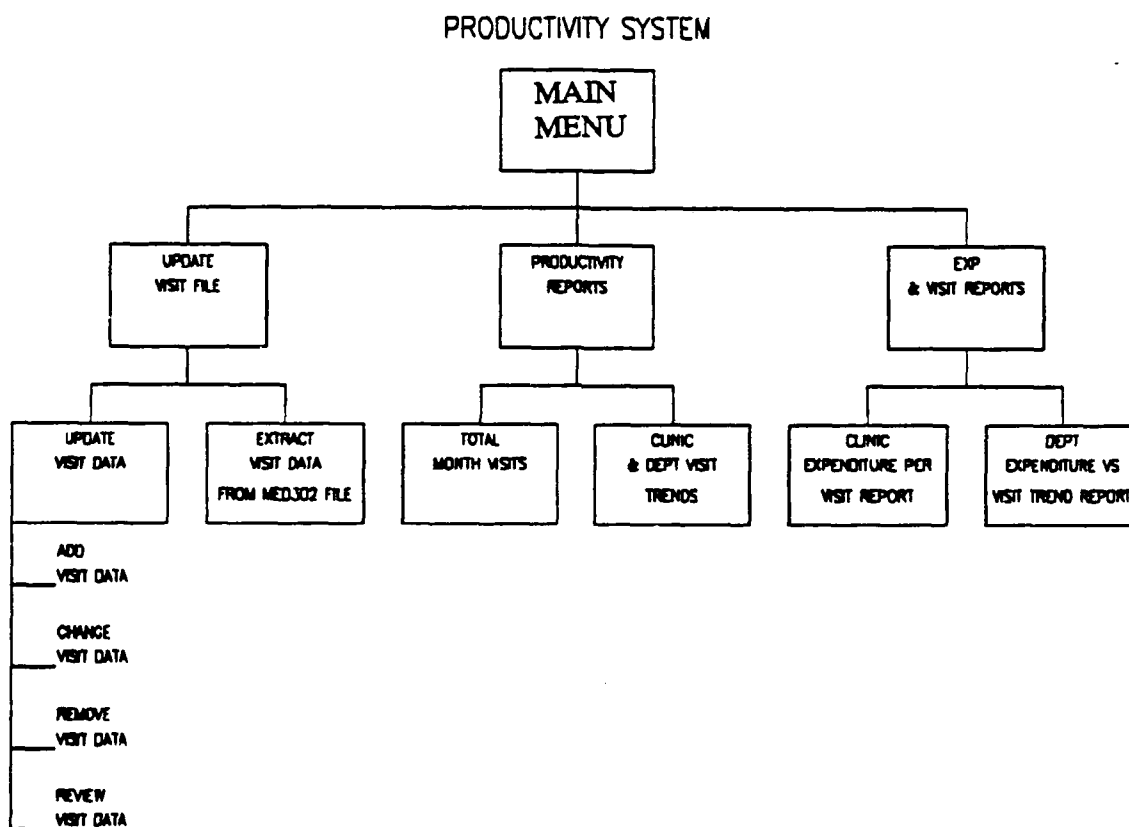 PRODUCTIVITY SYSTEM
MAIN
MENU
UPDATE
VISIT FILE
PRODUCTIVITY
REPORTS
EXP
& VISIT REPORTS
UPDATE
VISIT DATA
EXTRACT
VISIT DATA
FROM MED302 FILE
TOTAL
MONTH VISITS
CLINIC
& DEPT VISIT
TRENDS
CLINIC
EXPENDITURE PER
VISIT REPORT
DEPT
EXPENDITURE VS
VISIT TREND REPORT
ADD
VISIT DATA
CHANGE
VISIT DATA
REMOVE
VISIT DATA
REVIEW
VISIT DATA